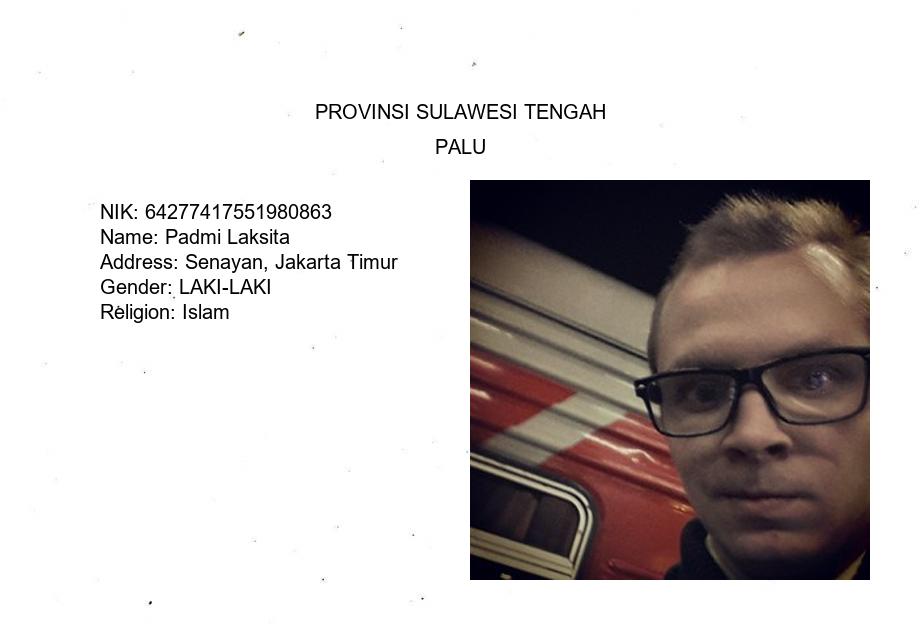 PROVINSI SULAWESI TENGAH
PALU
NIK: 64277417551980863
Name: Padmi Laksita
Address: Senayan, Jakarta Timur
Gender: LAKI-LAKI
Religion: Islam